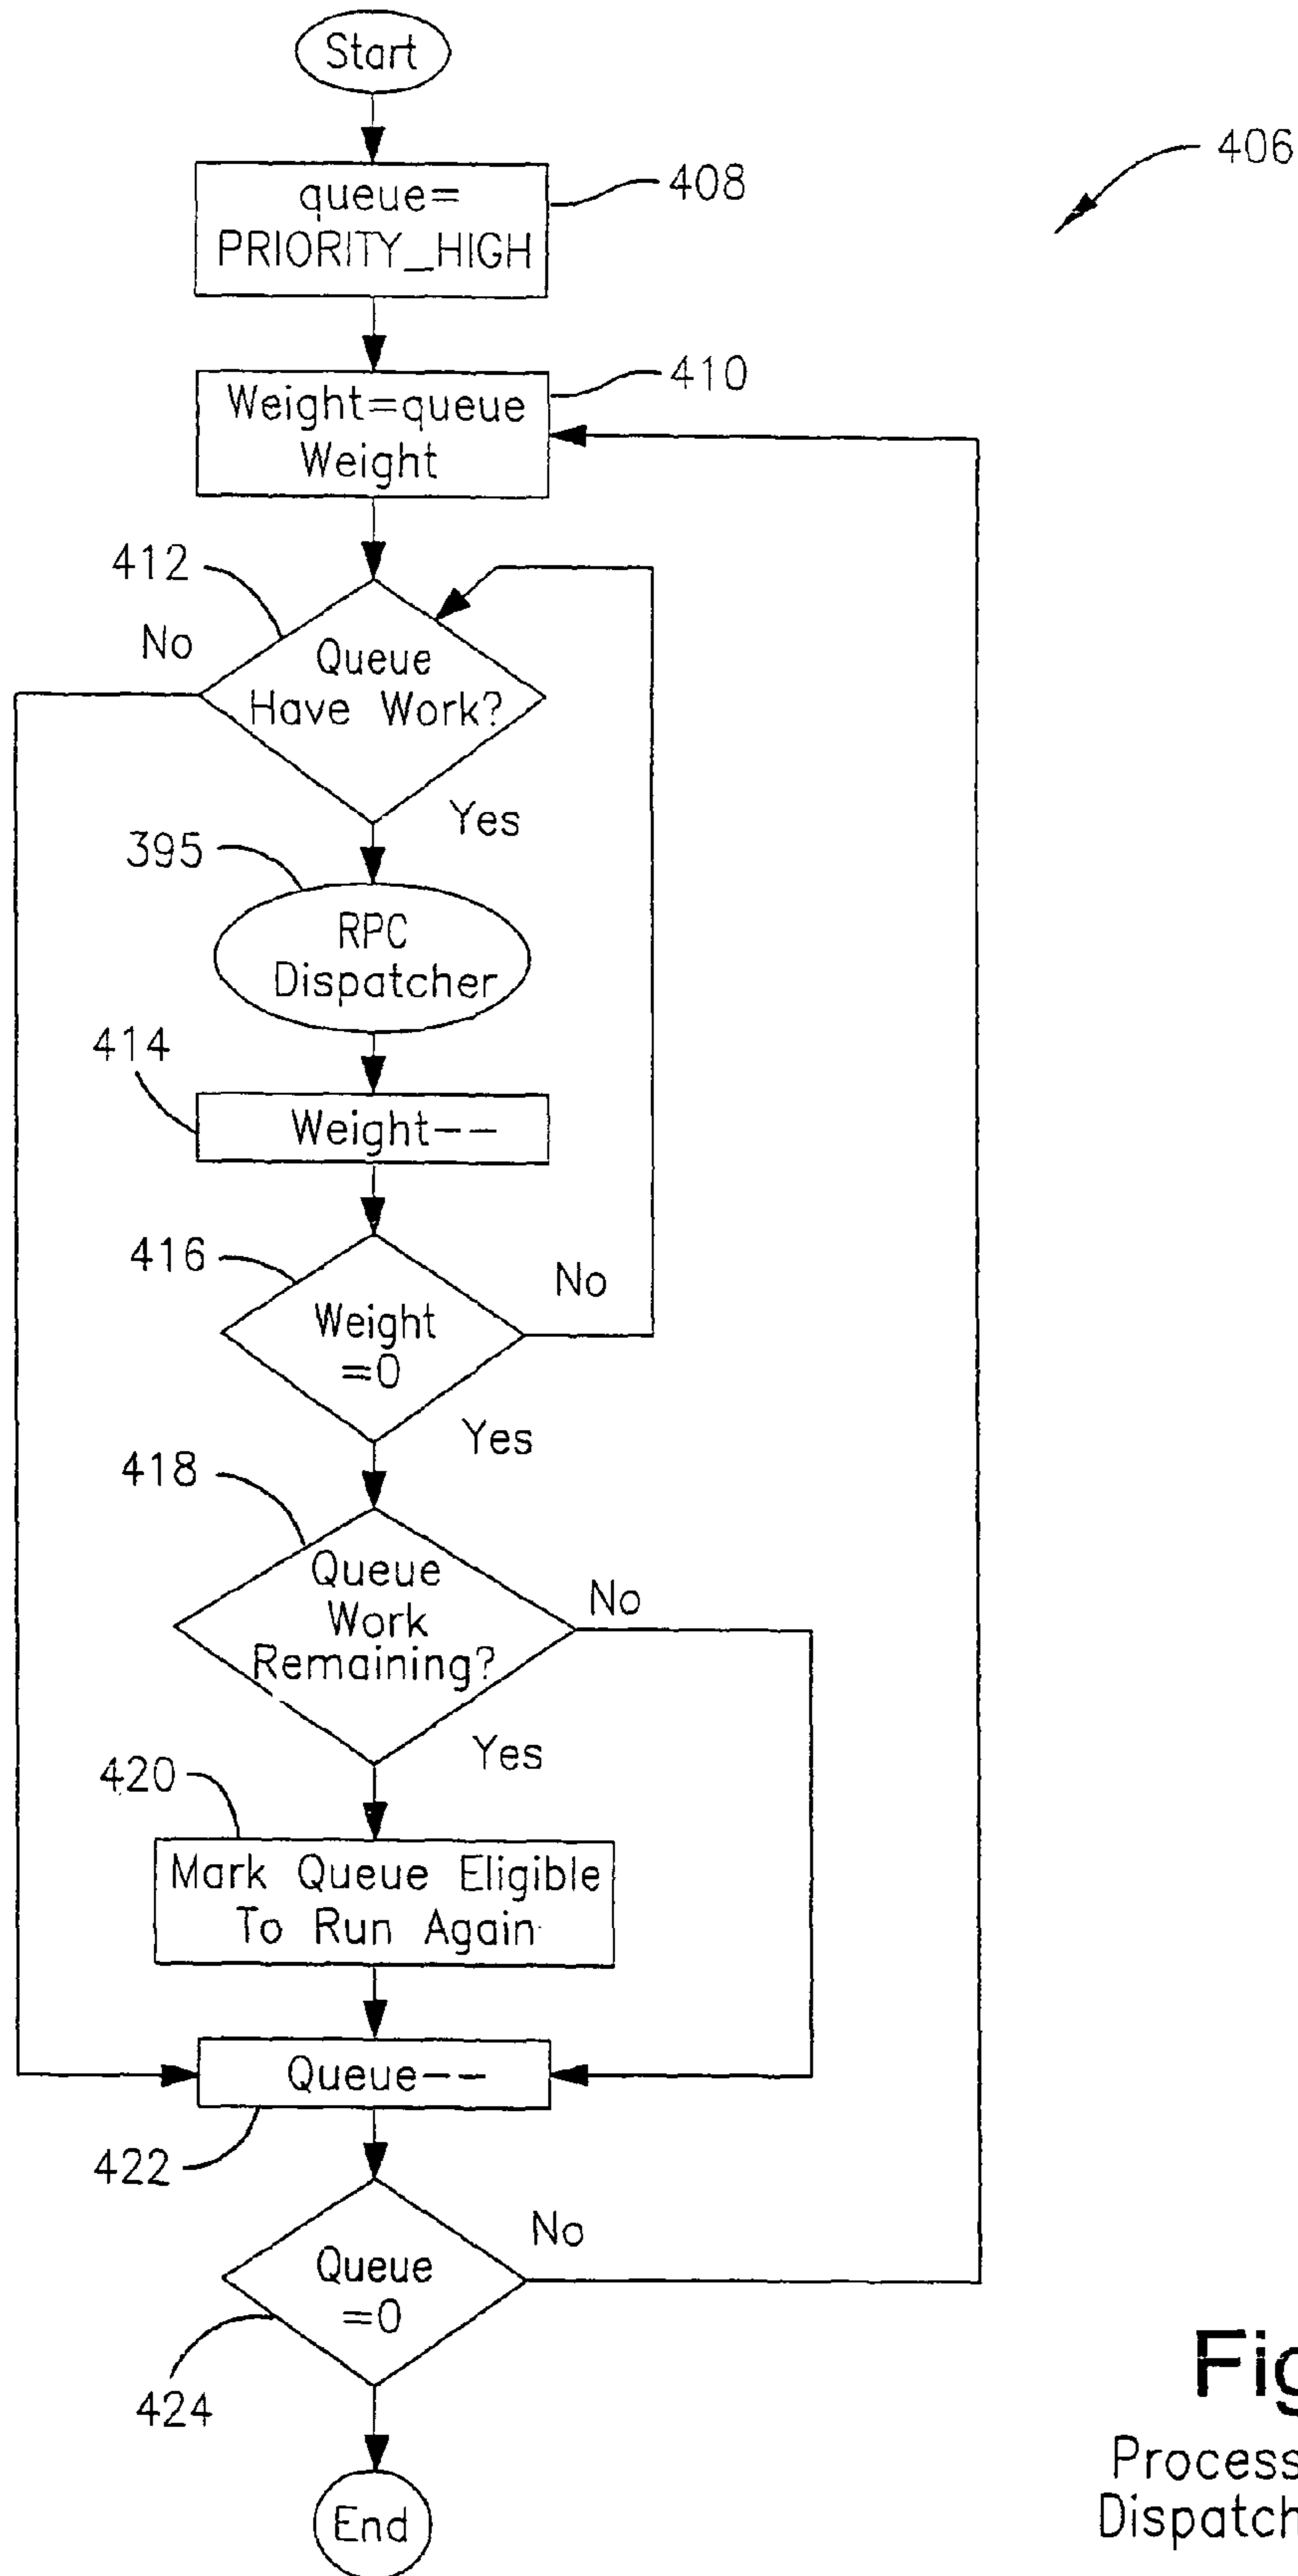 Start
406
queue=
PRIORITY_HIGH
408
Weight=queue
Weight
410
412
No
Queue
Have Work?
Yes
395
RPC
Dispatcher
414
Weight--
416
No
Weight
=0
Yes
418
Queue
Work
Remaining?
No
Yes
420
Mark Queue Eligible
To Run Again
Queue--
422
No
Queue
=0
424
End